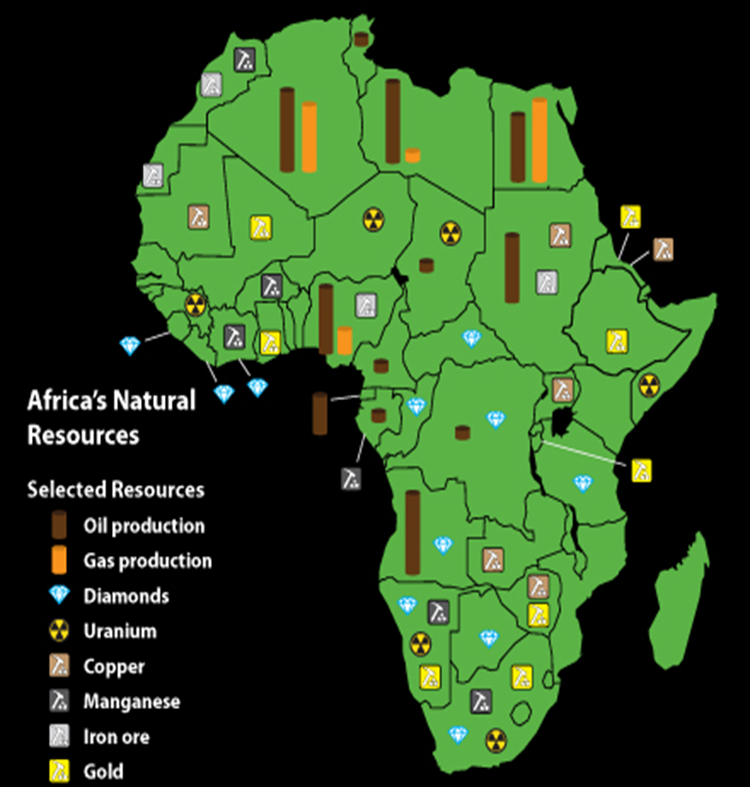 Africa's Natural
Resources
Selected Resources
Oil production
Gas production
Diamonds
Uranium
Copper
Manganese
Iron ore
Gold